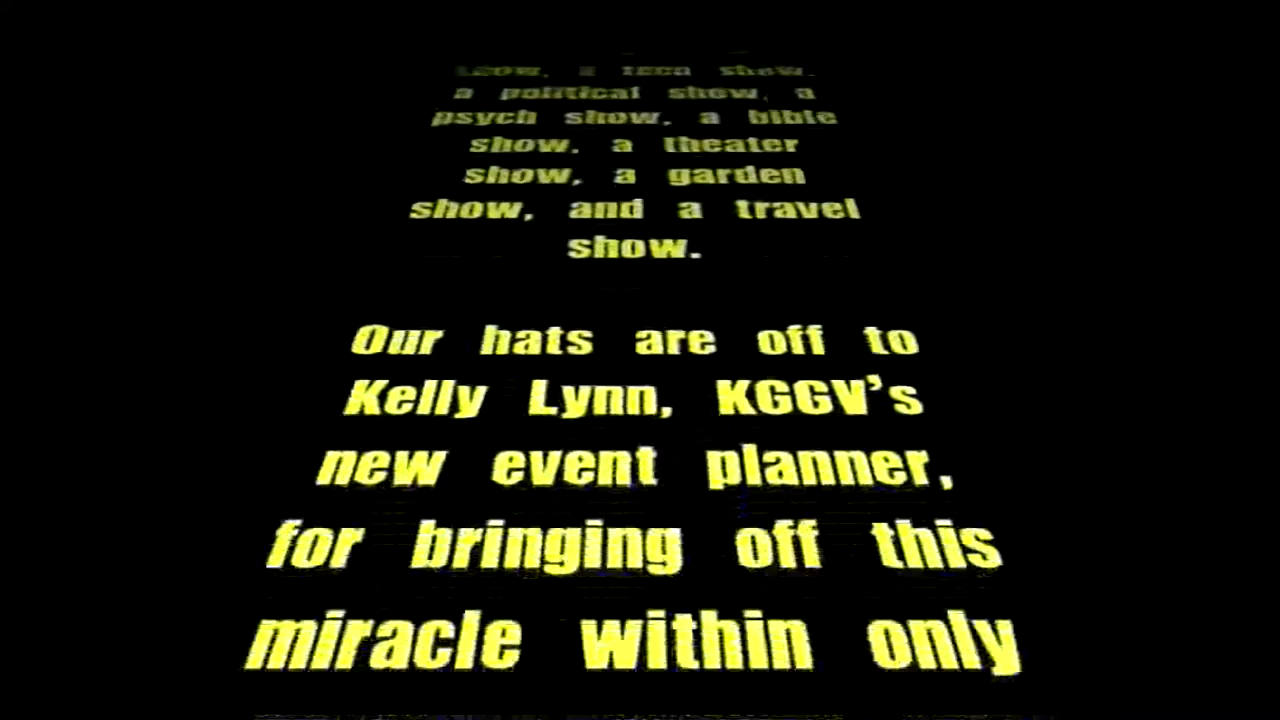 show.
a political show, a
psych show, a bible
show, a theater
show, a garden
show, and a travel
show.
Our hats are off to
Kelly Lynn, KGGV's
new event planner,
for bringing off this
miracle within only